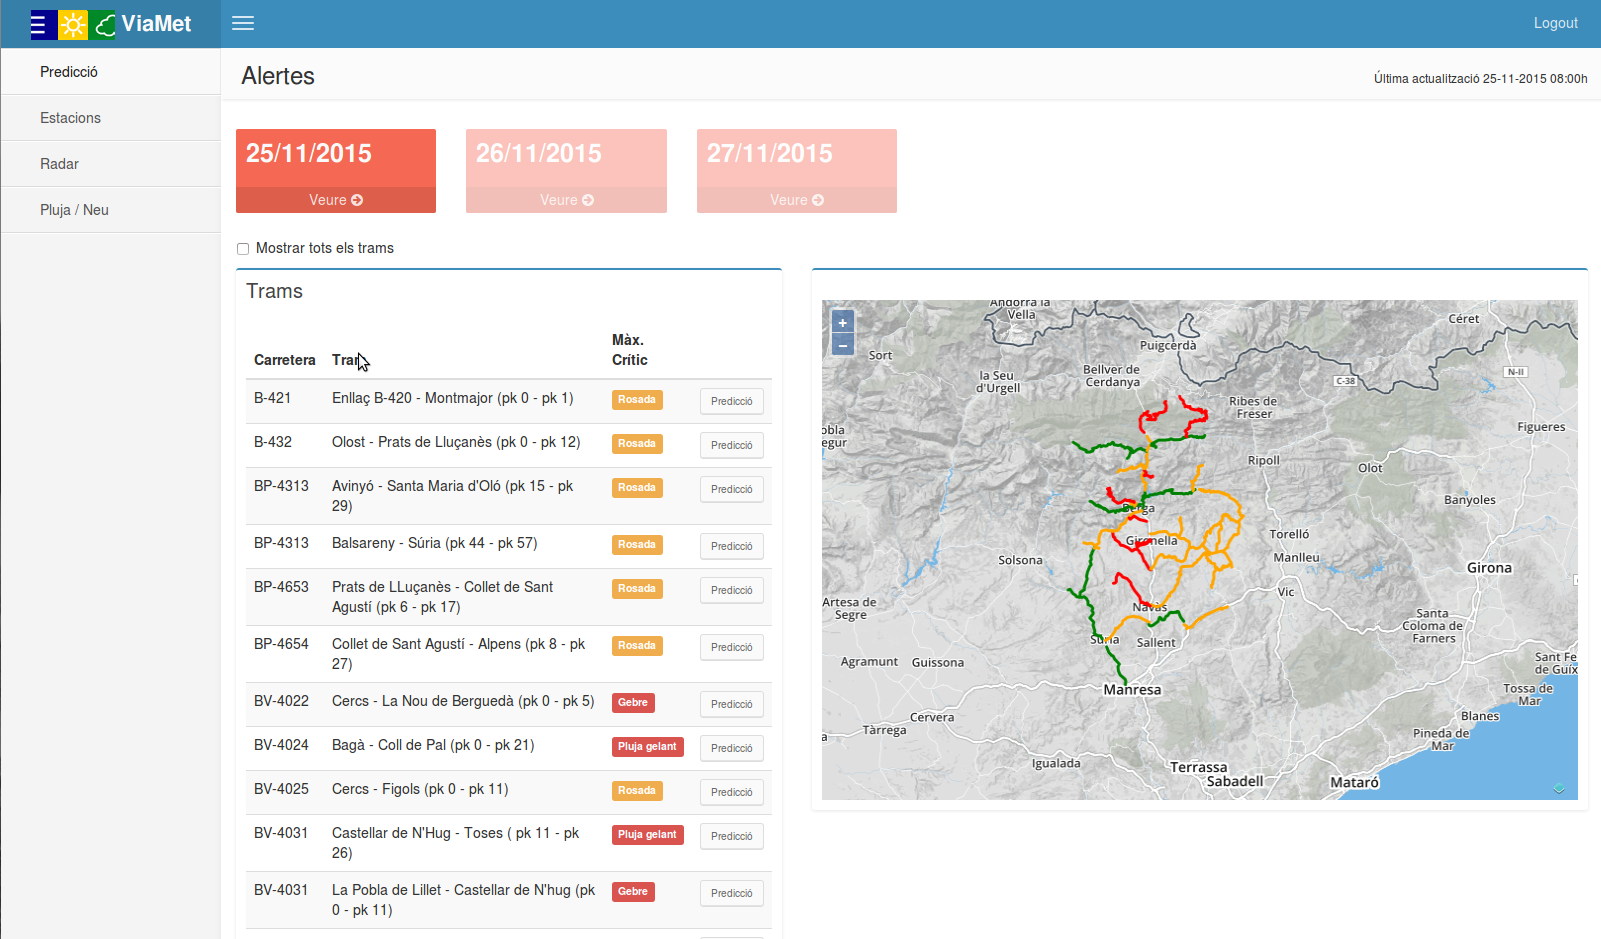 ViaMet
Logout
Predicció
Estacions
Radar
Pluja / Neu
Alertes
Última actualització 25-11-2015 08:00h
25/11/2015
Veure
26/11/2015
Veure
27/11/2015
Veure
Mostrar tots els trams
Trams
Carretera Tram Màx.
Crític
B-421 Enllaç B-420 - Montmajor (pk 0 - pk 1) Rosada Predicció
B-432 Olost - Prats de Lluçanès (pk 0 - pk 12) Rosada Predicció
BP-4313 Avinyó - Santa Maria d'Oló (pk 15 - pk
29) Rosada Predicció
BP-4313 Balsareny - Súria (pk 44 - pk 57) Rosada Predicció
BP-4653 Prats de LLuçanès - Collet de Sant
Agustí (pk 6 - pk 17) Rosada Predicció
BP-4654 Collet de Sant Agustí - Alpens (pk 8 - pk
27) Rosada Predicció
BV-4022 Cercs - La Nou de Berguedà (pk 0 - pk 5) Gebre Predicció
BV-4024 Bagà - Coll de Pal (pk 0 - pk 21) Pluja gelant Predicció
BV-4025 Cercs - Figols (pk 0 - pk 11) Rosada Predicció
BV-4031 Castellar de N'Hug - Toses ( pk 11 - pk
26) Pluja gelant Predicció
BV-4031 La Pobla de Lillet - Castellar de N'hug (pk
0 - pk 11) Gebre Predicció
+
−
Andorra la
Vella
Céret
Puigcerdà
Sort
la Seu
d'Urgell
Bellver de
Cerdanya
N-II
C-38
Ribes de
Freser
obla
egur
Figueres
Ripoll
Olot
Banyoles
Berga
Torelló
Gironella
Manlleu
Solsona
Girona
Vic
Artesa de
Segre
Navàs
Santa
Coloma de
Farners
Súria
Sallent
Agramunt
Guissona
Sant Fe
de Guíx
Manresa
Tossa de
Mar
Cervera
Blanes
Tàrrega
a
Pineda de
Mar
Igualada
Terrassa
Sabadell
Mataró